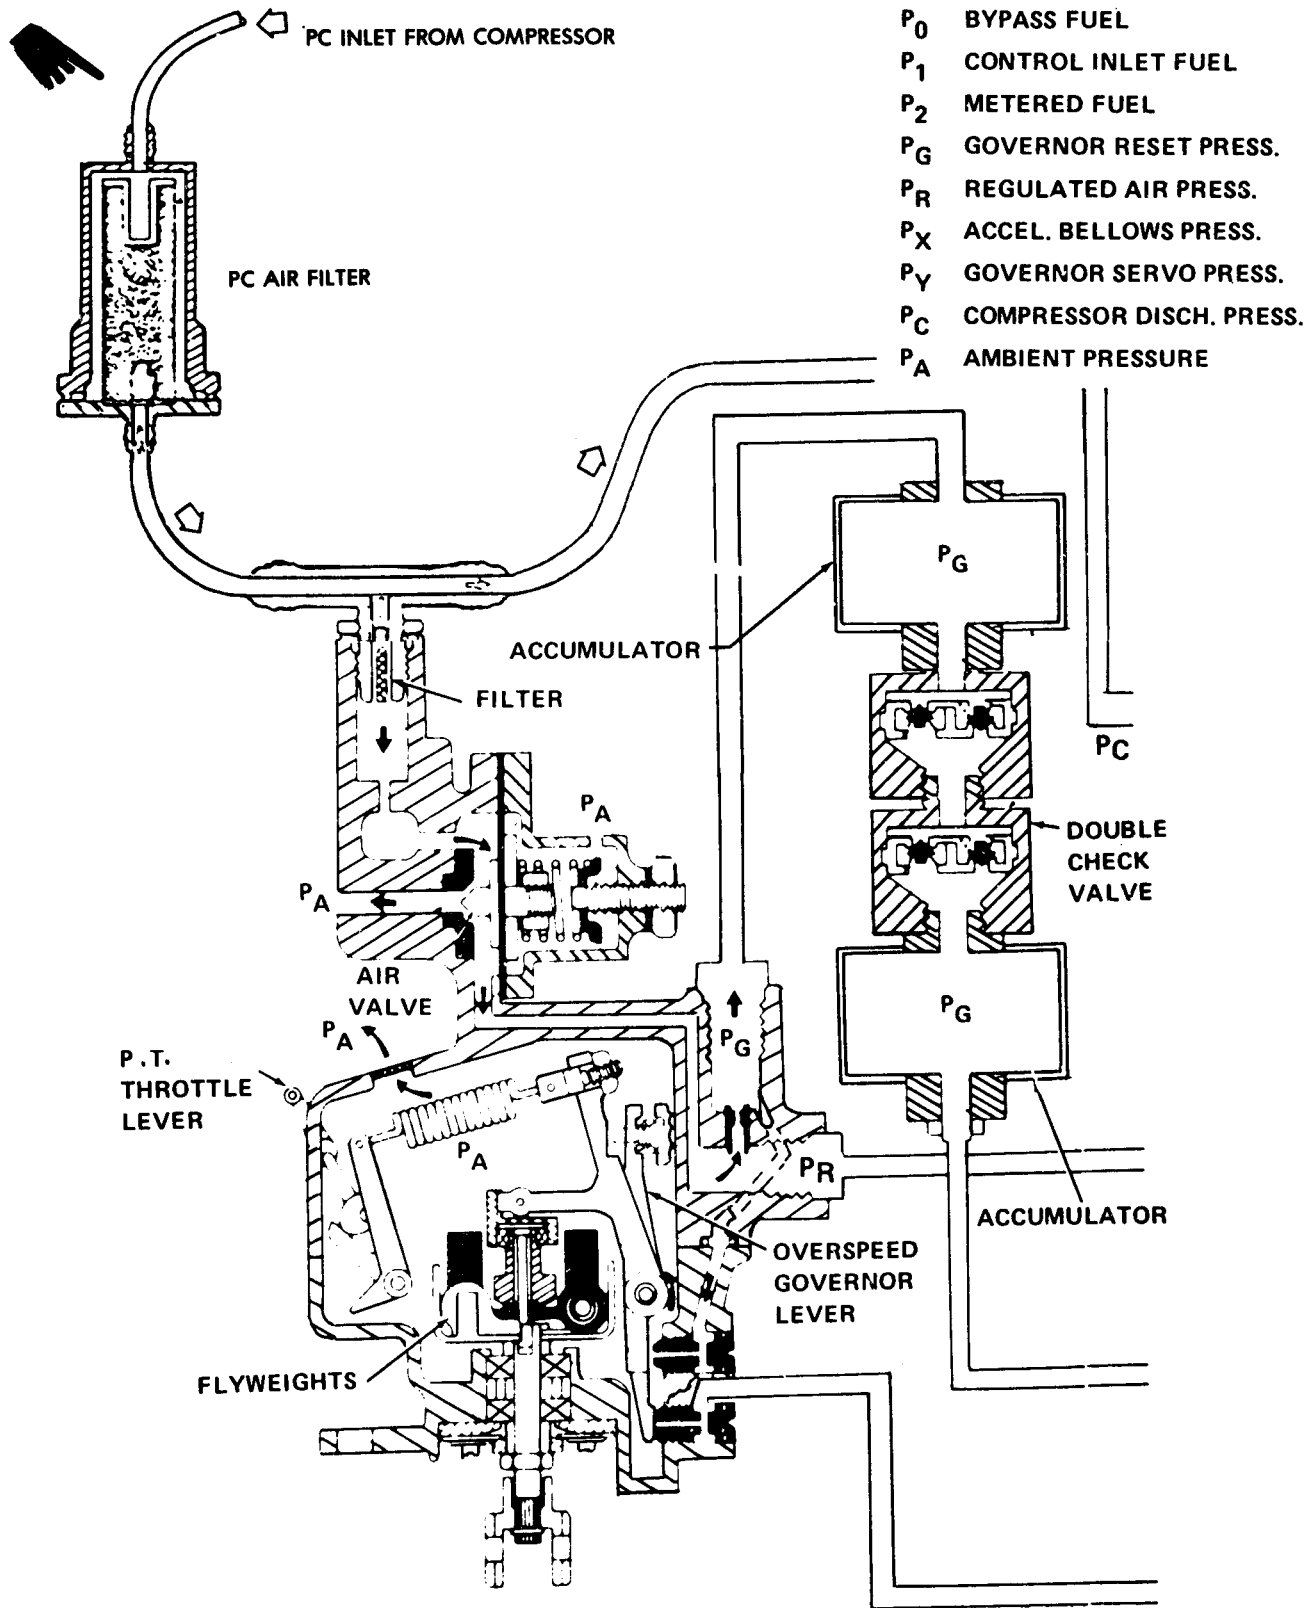 PC INLET FROM COMPRESSOR
P0 BYPASS FUEL
P1 CONTROL INLET FUEL
P2 METERED FUEL
PG GOVERNOR RESET PRESS.
PR REGULATED AIR PRESS.
PX ACCEL. BELLOWS PRESS.
PY GOVERNOR SERVO PRESS.
PC COMPRESSOR DISCH. PRESS.
PA AMBIENT PRESSURE
PC AIR FILTER
PG
ACCUMULATOR
FILTER
PC
PA
DOUBLE
CHECK
VALVE
PA
AIR
VALVE
PG
PA
PG
P.T.
THROTTLE
LEVER
PA
PR
ACCUMULATOR
OVERSPEED
GOVERNOR
LEVER
FLYWEIGHTS